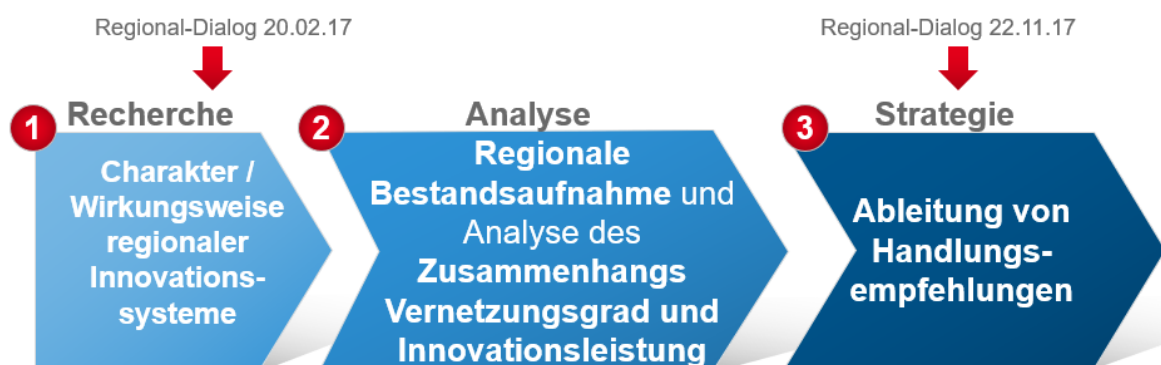 Regional-Dialog 20.02.17
Regional-Dialog 22.11.17
1
Recherche
Charakter /
Wirkungsweise
regionaler
Innovations-
systeme
2
Analyse
Regionale
Bestandsaufnahme und
Analyse des
Zusammenhangs
Vernetzungsgrad und
Innovationsleistung
3
Strategie
Ableitung von
Handlungs-
empfehlungen